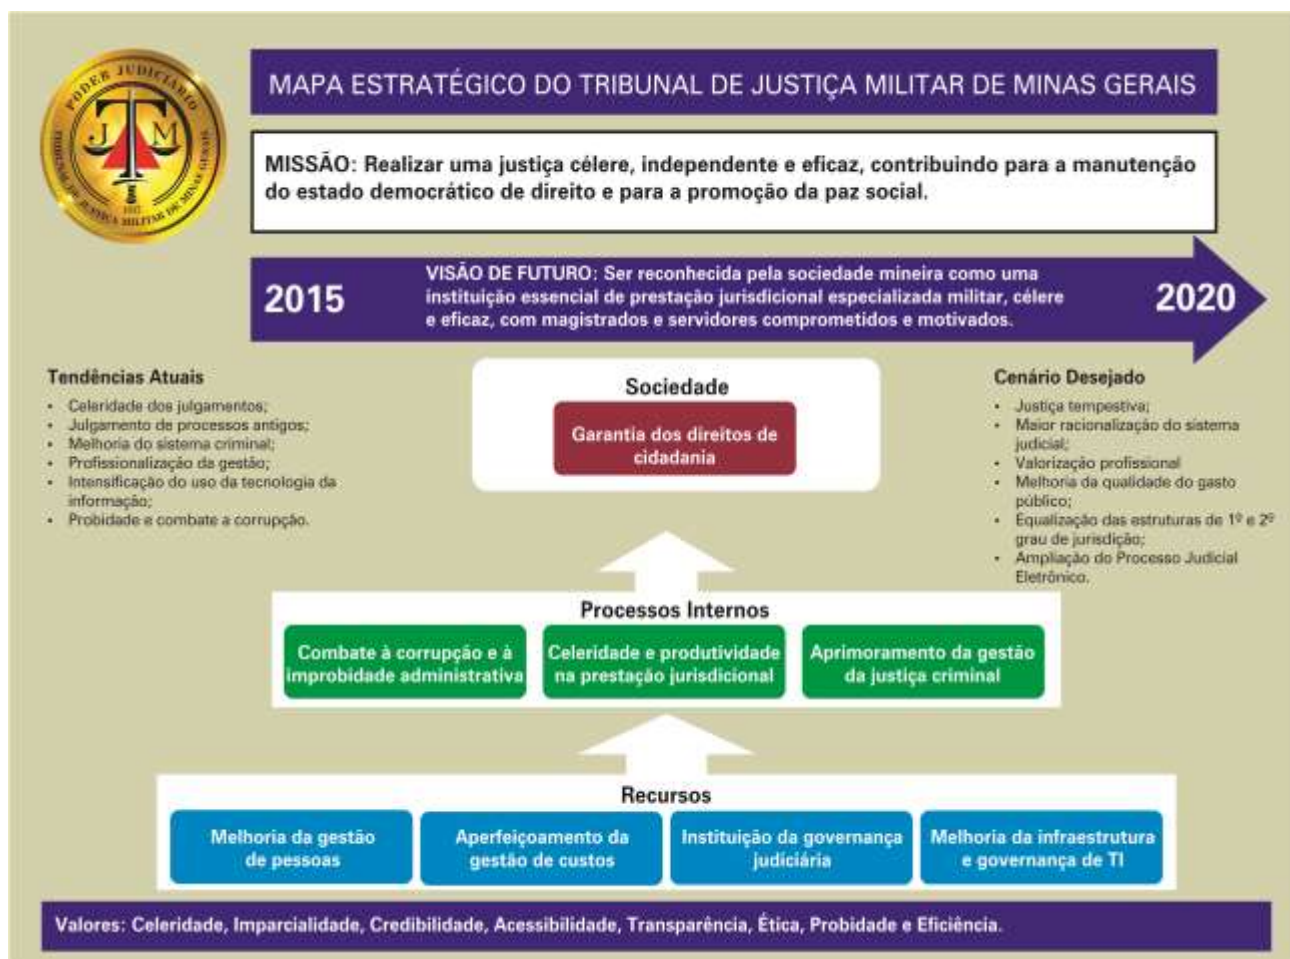 PODER JUDICIÁRIO
J M
TRIBUNAL DE JUSTIÇA MILITAR DE MINAS GERAIS
MAPA ESTRATÉGICO DO TRIBUNAL DE JUSTIÇA MILITAR DE MINAS GERAIS
MISSÃO: Realizar uma justiça célere, independente e eficaz, contribuindo para a manutenção
do estado democrático de direito e para a promoção da paz social.
2015
VISÃO DE FUTURO: Ser reconhecida pela sociedade mineira como uma
instituição essencial de prestação jurisdicional especializada militar, célere
e eficaz, com magistrados e servidores comprometidos e motivados.
2020
Tendências Atuais
• Celeridade dos julgamentos;
• Julgamento de processos antigos;
• Melhoria do sistema criminal;
• Profissionalização da gestão;
• Intensificação do uso da tecnologia da
informação;
• Probidade e combate a corrupção.
Sociedade
Garantia dos direitos de
cidadania
Cenário Desejado
• Justiça tempestiva;
• Maior racionalização do sistema
judicial;
• Valorização profissional
• Melhoria da qualidade do gasto
público;
• Equalização das estruturas de 1º e 2º
grau de jurisdição;
• Ampliação do Processo Judicial
Eletrônico.
Processos Internos
Combate à corrupção e à
improbidade administrativa
Celeridade e produtividade
na prestação jurisdicional
Aprimoramento da gestão
da justiça criminal
Recursos
Melhoria da gestão
de pessoas
Aperfeiçoamento da
gestão de custos
Instituição da governança
judiciária
Melhoria da infraestrutura
e governança de TI
Valores: Celeridade, Imparcialidade, Credibilidade, Acessibilidade, Transparência, Ética, Probidade e Eficiência.